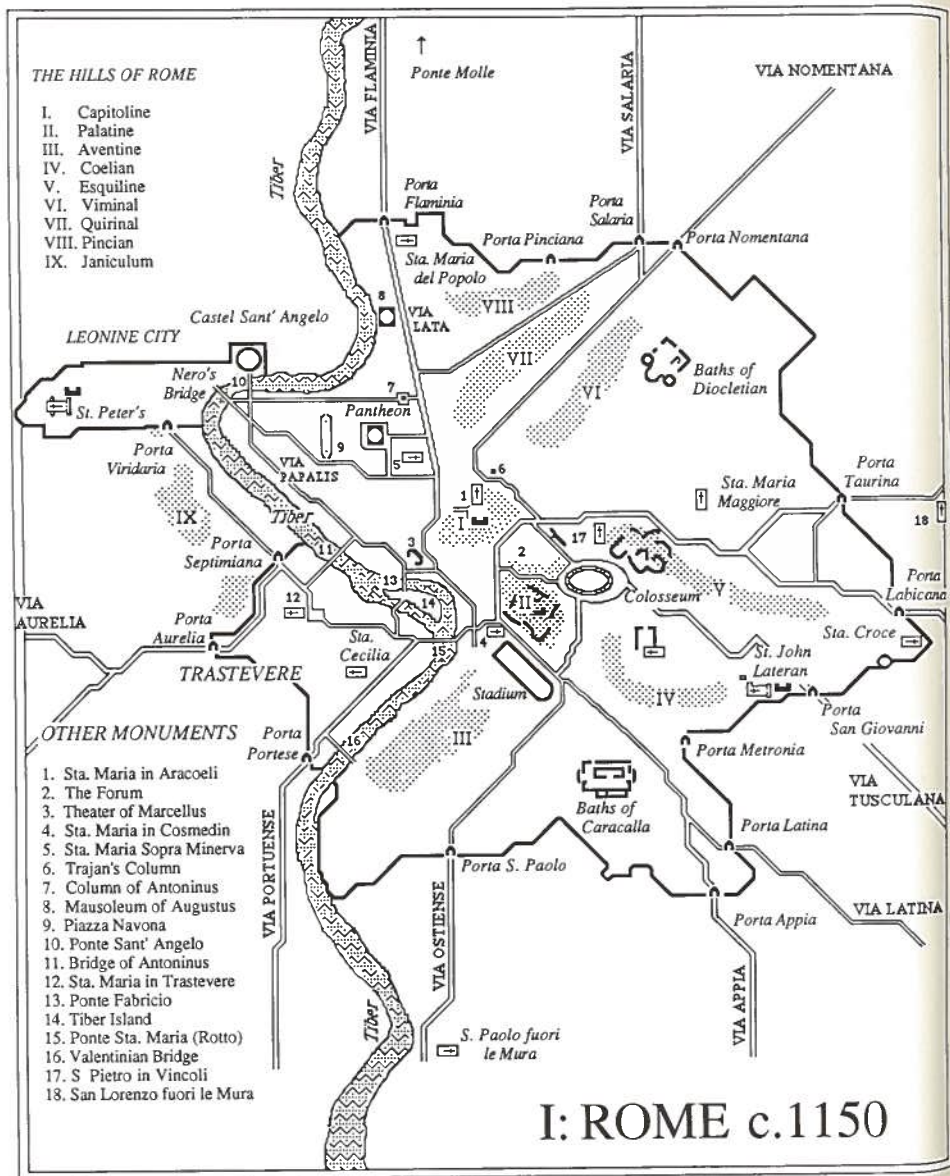 THE HILLS OF ROME
I. Capitoline
II. Palatine
III. Aventine
IV. Coelian
V. Esquiline
VI. Viminal
VII. Quirinal
VIII. Pincian
IX. Janiculum
VIA FLAMINIA
↑
Ponte Molle
VIA SALARIA
VIA NOMENTANA
Tiber
Porta
Flaminia
Porta
Salaria
Porta Pinciana
Porta Nomentana
Sta. Maria
del Popolo
VIII
8
VIA
LATA
VII
VI
Castel Sant' Angelo
LEONINE CITY
Baths of
Diocletian
Nero's
Bridge
10
7
Pantheon
St. Peter's
9
5
Porta
Viridaria
VIA
PAPALIS
6
Sta. Maria
Maggiore
Porta
Taurina
IX
Tiber
1
I
18
Porta
Septimiana
11
3
2
17
13
Colosseum
V
Porta
Labicana
VIA
AURELIA
12
14
II
Porta
Aurelia
Sta.
Cecilia
15
4
Sta. Croce
St. John
Lateran
TRASTEVERE
Stadium
IV
Porta
San Giovanni
OTHER MONUMENTS
Porta
Portese
16
III
Porta Metronia
VIA
TUSCULANA
Baths of
Caracalla
Porta Latina
Porta S. Paolo
Porta Appia
VIA LATINA
VIA PORTUENSE
VIA OSTIENSE
VIA APPIA
1. Sta. Maria in Aracoeli
2. The Forum
3. Theater of Marcellus
4. Sta. Maria in Cosmedin
5. Sta. Maria Sopra Minerva
6. Trajan's Column
7. Column of Antoninus
8. Mausoleum of Augustus
9. Piazza Navona
10. Ponte Sant' Angelo
11. Bridge of Antoninus
12. Sta. Maria in Trastevere
13. Ponte Fabricio
14. Tiber Island
15. Ponte Sta. Maria (Rotto)
16. Valentinian Bridge
17. S Pietro in Vincoli
18. San Lorenzo fuori le Mura
Tiber
S. Paolo fuori
le Mura
I: ROME c.1150